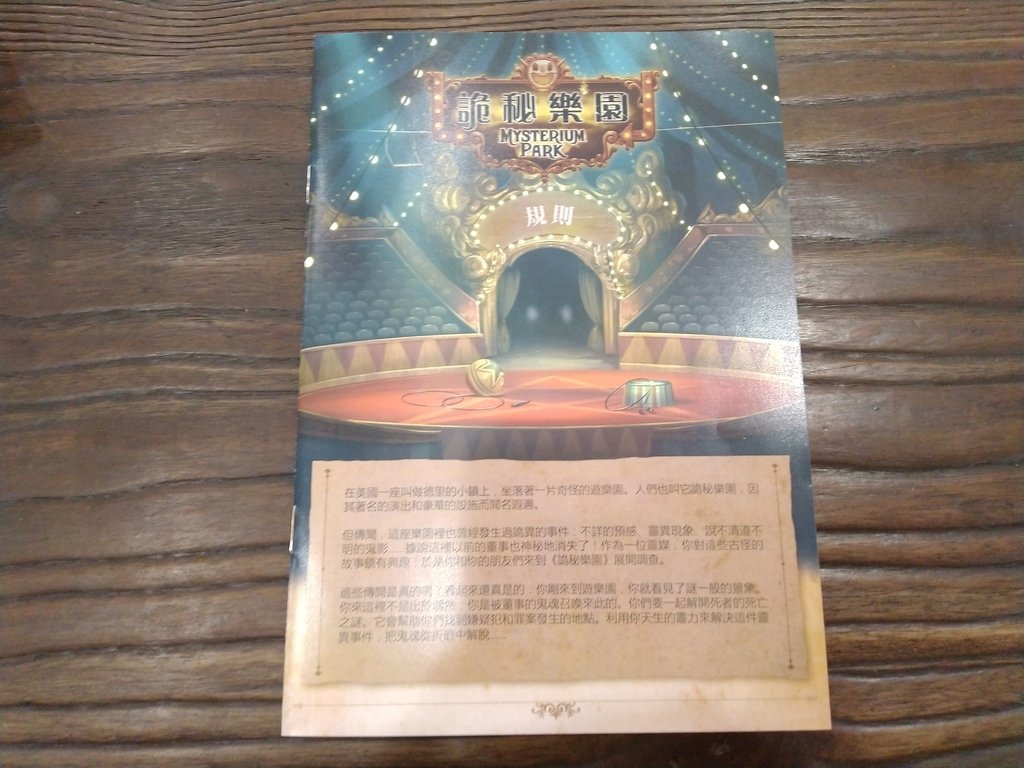 詭秘樂園
MYSTERIUM
PARK
規則
在美國一座叫做德里的小鎮上，坐落著一片奇怪的遊樂園。人們也叫它詭秘樂園，因
其著名的演出和豪華的設施而聞名遐邇。
但傳聞，這座樂園裡也曾經發生過詭異的事件：不詳的預感、靈異現象、說不清道不
明的鬼影……據說這裡以前的董事也神秘地消失了！作為一位靈媒，你對這些古怪的
故事頗有興趣，於是你和你的朋友們來到《詭秘樂園》展開調查。
這些傳聞是真的嗎？看起來還真是的：你剛來到遊樂園，你就看見了謎一般的景象。
你來這裡不是出於偶然：你是被董事的鬼魂召喚來此的。你們要一起解開死者的死亡
之謎。它會幫助你們找到嫌疑犯和罪案發生的地點。利用你天生的靈力來解決這件靈
異事件，把鬼魂從折磨中解脫……